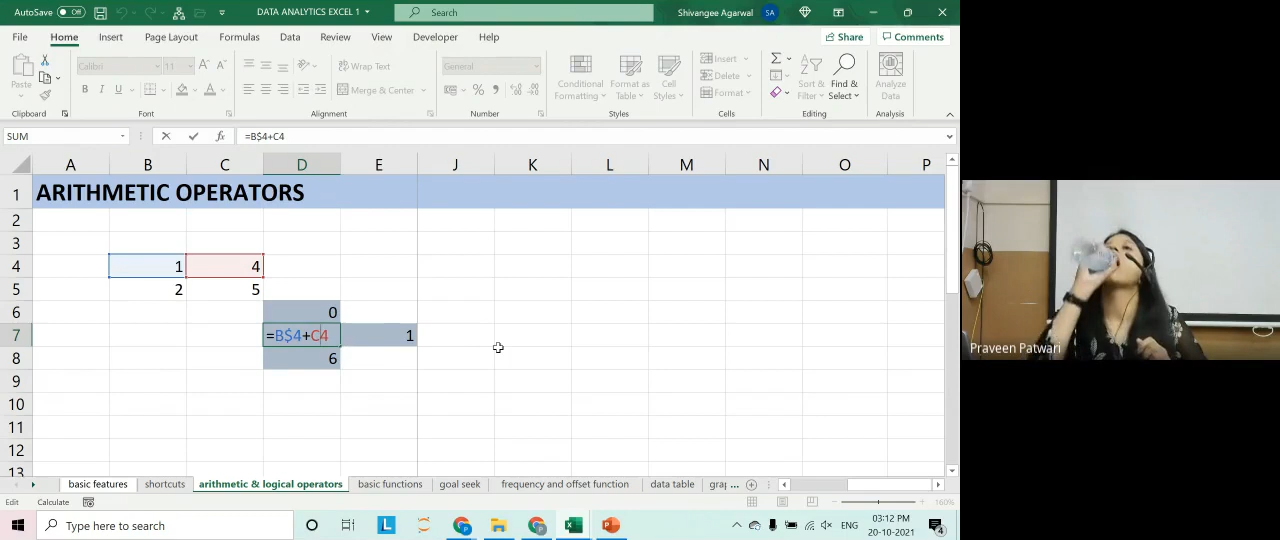 AutoSave Off DATA ANALYTICS EXCEL 1 Search Shivangee Agarwal SA
File Home Insert Page Layout Formulas Data Review View Developer Help Share Comments
Paste Calibri 11 A^ A˅ Wrap Text General Conditional Formatting Format as Table Cell Styles Insert Sort & Filter Find & Select Analyze Data
B I U A Merge & Center % , Delete
Format
Clipboard Font Alignment Number Styles Cells Editing Analysis
SUM fx =B$4+C4
A B C D E J K L M N O P
1 ARITHMETIC OPERATORS
2
3
4 1 4
5 2 5
6 0
7 =B$4+C4 1
8 6
9
10
11
12
13
Praveen Patwari
basic features shortcuts arithmetic & logical operators basic functions goal seek frequency and offset function data table grap ...
Edit Calculate 160%
Type here to search L ENG 03:12 PM 20-10-2021 4